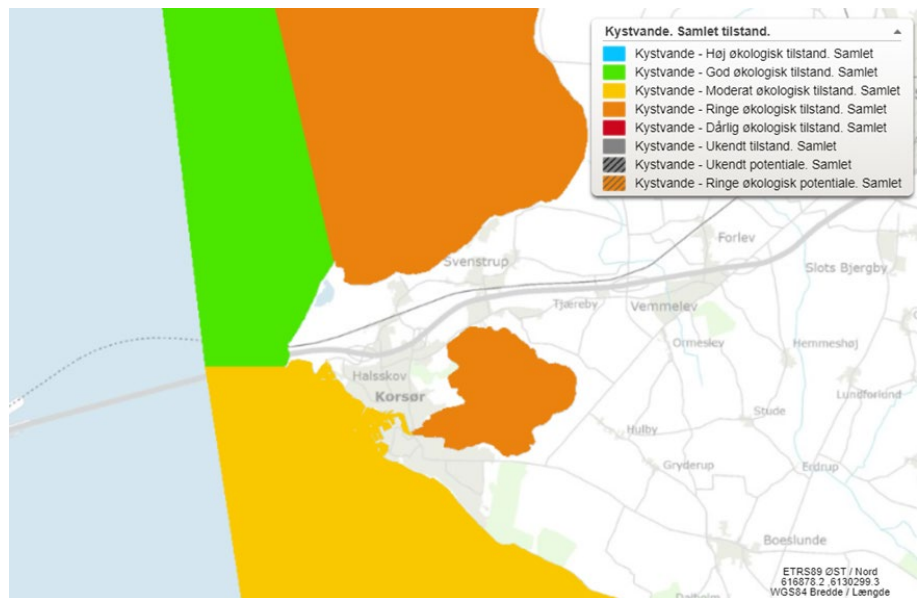 Kystvande. Samlet tilstand.
Kystvande - Høj økologisk tilstand. Samlet
Kystvande - God økologisk tilstand. Samlet
Kystvande - Moderat økologisk tilstand. Samlet
Kystvande - Ringe økologisk tilstand. Samlet
Kystvande - Dårlig økologisk tilstand. Samlet
Kystvande - Ukendt tilstand. Samlet
Kystvande - Ukendt potentiale. Samlet
Kystvande - Ringe økologisk potentiale. Samlet
Forlev
Svenstrup
Slots Bjergby
Tjæreby
Vemmelev
Ormeslev
Hemmeshøj
Halsskov
Korsør
Lundforlund
Stude
Hulby
Gryderup
Erdrup
Boeslunde
ETRS89 ØST / Nord
616878.2 ,6130299.3
WGS84 Bredde / Længde